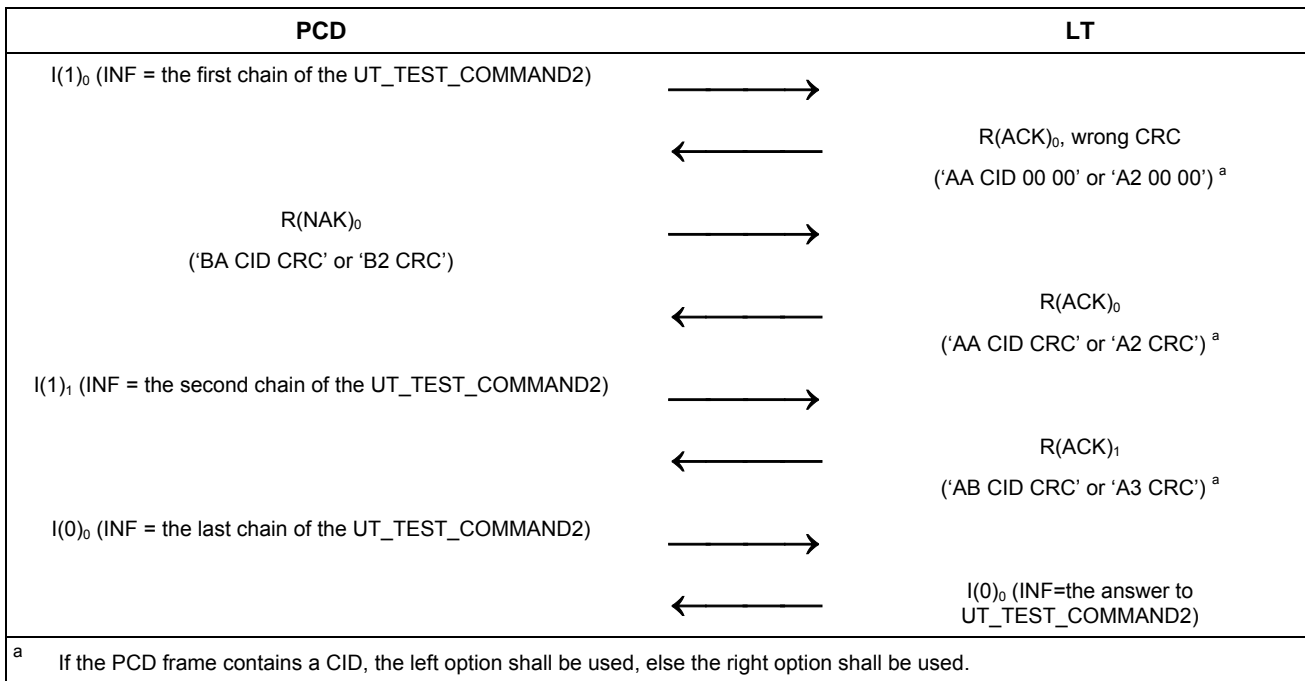 PCD LT
I(1)₀ (INF = the first chain of the UT_TEST_COMMAND2)
R(ACK)₀, wrong CRC
(‘AA CID 00 00’ or ‘A2 00 00’) ᵃ
R(NAK)₀
(‘BA CID CRC’ or ‘B2 CRC’)
R(ACK)₀
(‘AA CID CRC’ or ‘A2 CRC’) ᵃ
I(1)₁ (INF = the second chain of the UT_TEST_COMMAND2)
R(ACK)₁
(‘AB CID CRC’ or ‘A3 CRC’) ᵃ
I(0)₀ (INF = the last chain of the UT_TEST_COMMAND2)
I(0)₀ (INF=the answer to
UT_TEST_COMMAND2)
ᵃ If the PCD frame contains a CID, the left option shall be used, else the right option shall be used.